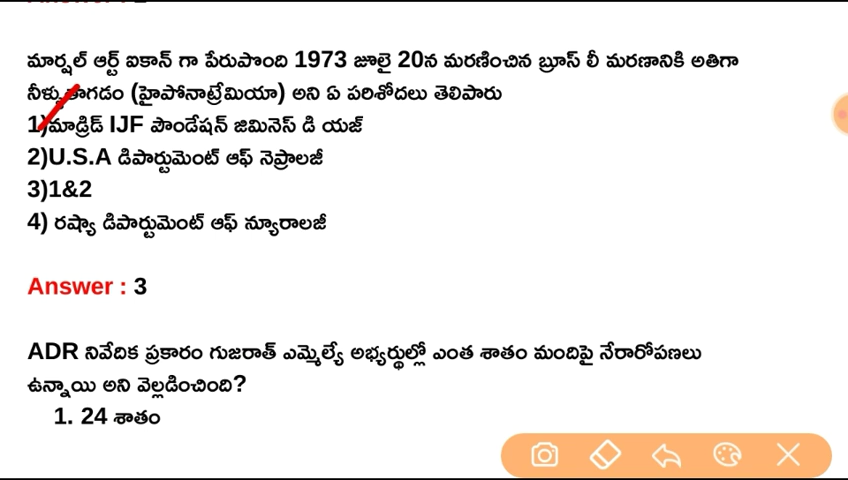 మార్షల్ ఆర్ట్ ఐకాన్ గా పేరుపొంది 1973 జూలై 20న మరణించిన బ్రూస్ లీ మరణానికి అతిగా
నీళ్ళుతాగడం (హైపోనాట్రేమియా) అని ఏ పరిశోదలు తెలిపారు
1)మాడ్రిడ్ IJF ఫౌండేషన్ జిమినెస్ డి యజ్
2)U.S.A డిపార్టుమెంట్ ఆఫ్ నెఫ్రాలజీ
3)1&2
4) రష్యా డిపార్టుమెంట్ ఆఫ్ న్యూరాలజీ
Answer : 3
ADR నివేదిక ప్రకారం గుజరాత్ ఎమ్మెల్యే అభ్యర్థుల్లో ఎంత శాతం మందిపై నేరారోపణలు
ఉన్నాయి అని వెల్లడించింది?
1. 24 శాతం